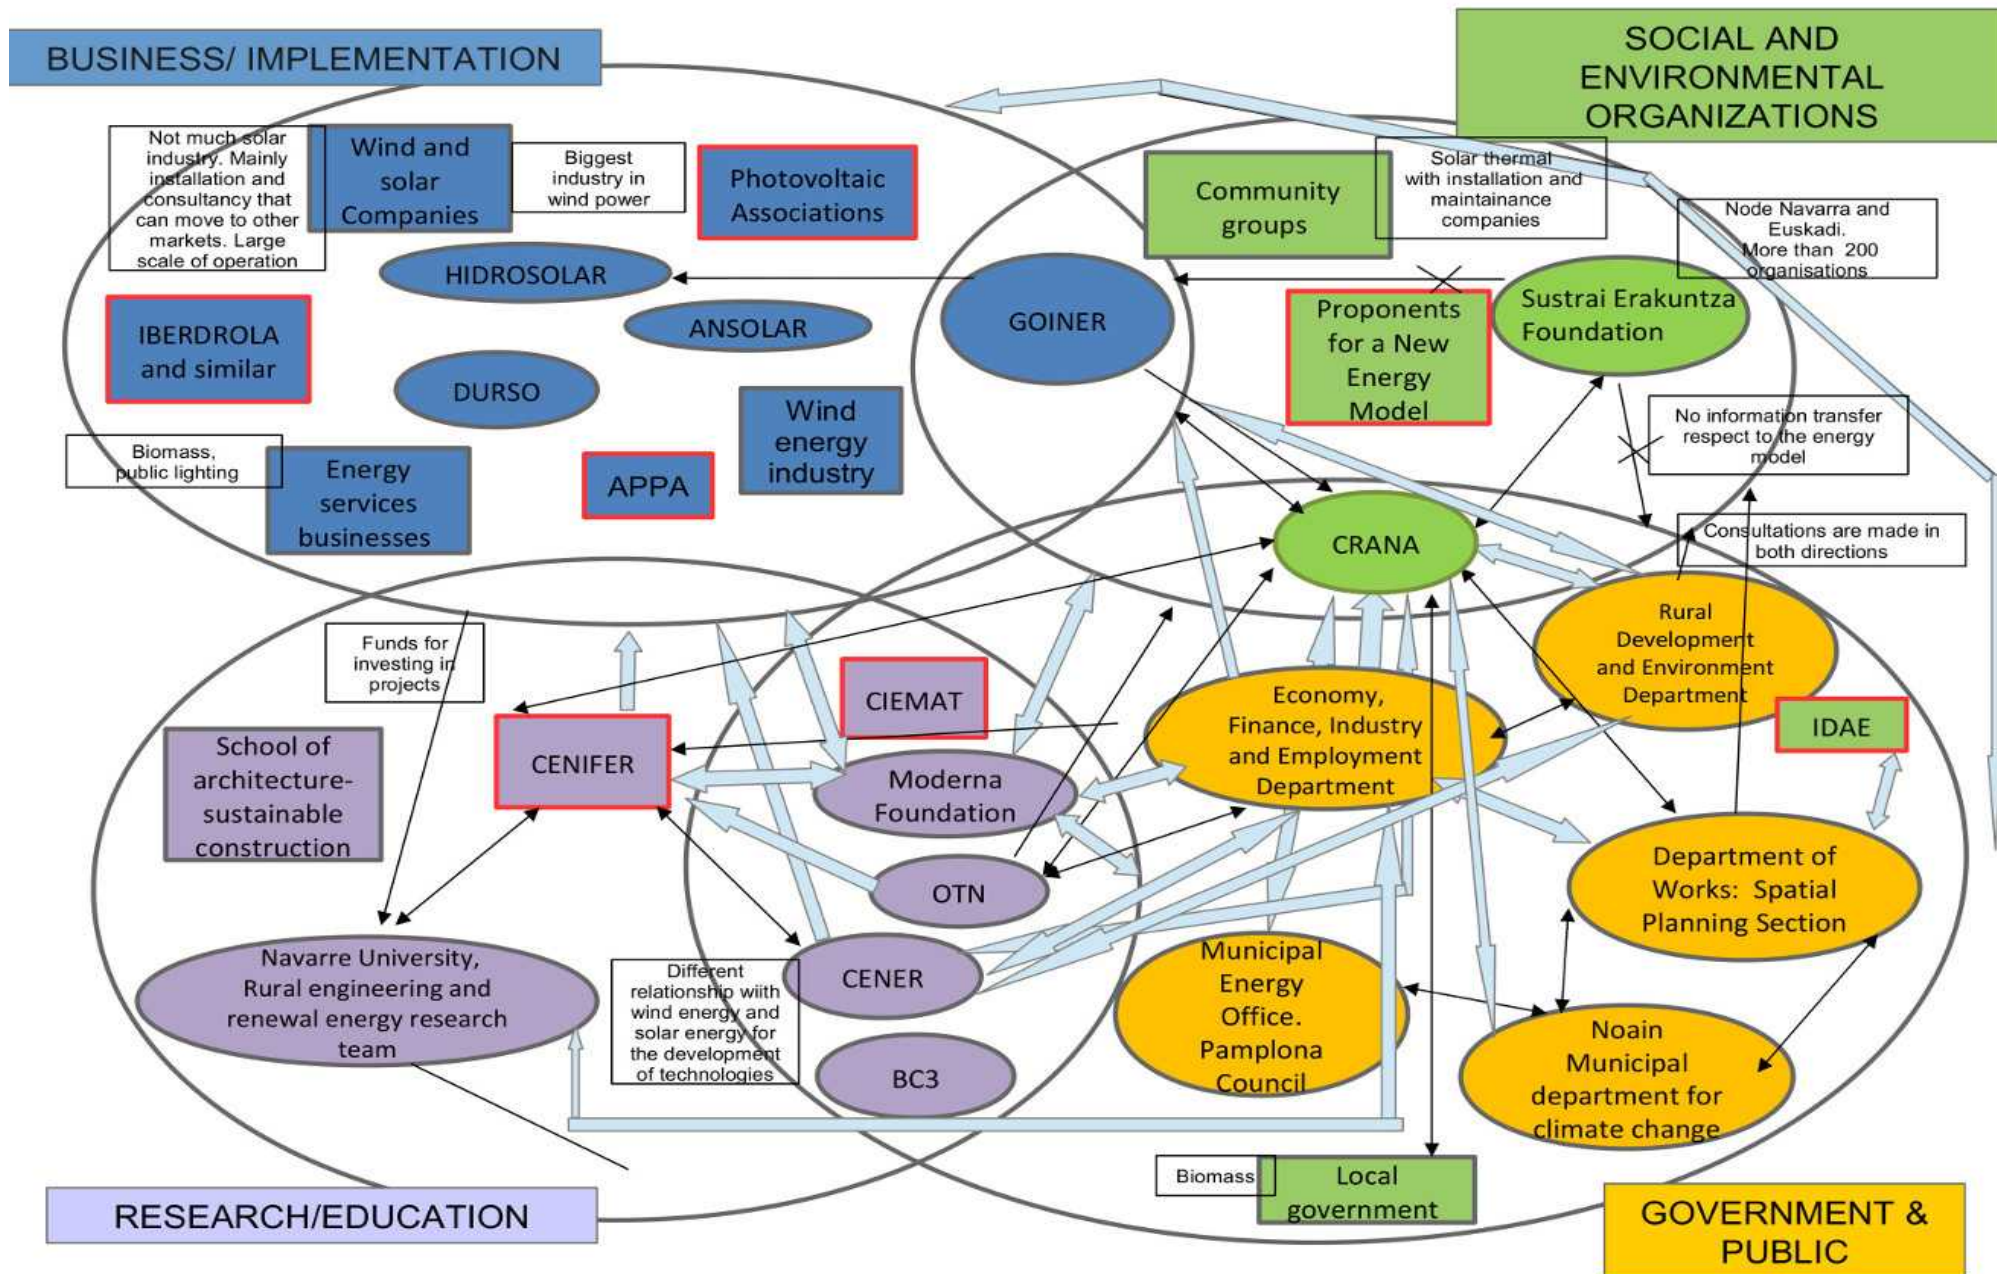 BUSINESS/ IMPLEMENTATION
SOCIAL AND
ENVIRONMENTAL
ORGANIZATIONS
Not much solar
industry. Mainly
installation and
consultancy that
can move to other
markets. Large
scale of operation
Wind and
solar
Companies
Biggest
industry in
wind power
Photovoltaic
Associations
Community
groups
Solar thermal
with installation and
maintainance
companies
Node Navarra and
Euskadi.
More than 200
organisations
HIDROSOLAR
ANSOLAR
GOINER
Sustrai Erakuntza
Foundation
IBERDROLA
and similar
DURSO
Proponents
for a New
Energy
Model
Wind
energy
industry
No information transfer
respect to the energy
model
Biomass,
public lighting
Energy
services
businesses
APPA
CRANA
Consultations are made in
both directions
Funds for
investing in
projects
CIEMAT
Rural
Development
and Environment
Department
Economy,
Finance, Industry
and Employment
Department
IDAE
School of
architecture-
sustainable
construction
CENIFER
Moderna
Foundation
OTN
Department of
Works: Spatial
Planning Section
Navarre University,
Rural engineering and
renewal energy research
team
Different
relationship wiith
wind energy and
solar energy for
the development
of technologies
CENER
BC3
Municipal
Energy
Office.
Pamplona
Council
Noain
Municipal
department for
climate change
Biomass
Local
government
RESEARCH/EDUCATION
GOVERNMENT &
PUBLIC